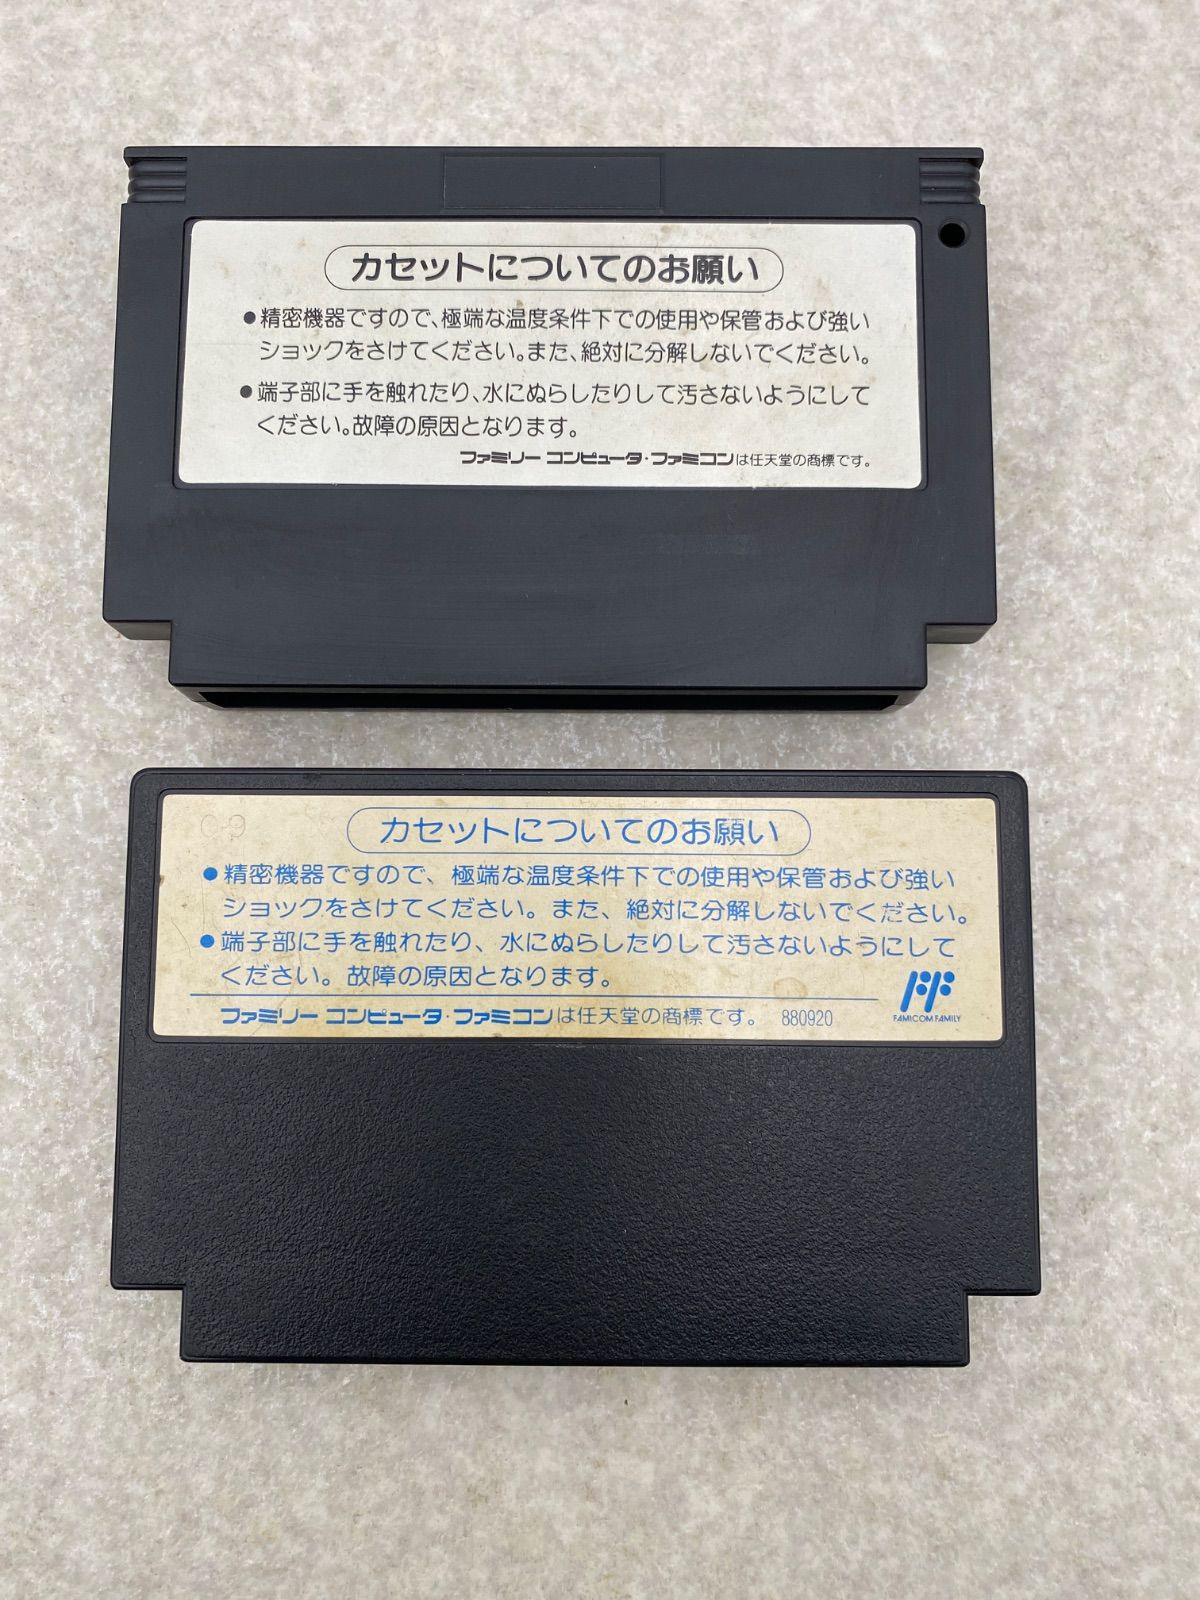 カセットについてのお願い
●精密機器ですので、極端な温度条件下での使用や保管および強い
ショックをさけてください。また、絶対に分解しないでください。
●端子部に手を触れたり、水にぬらしたりして汚さないようにして
ください。故障の原因となります。
ファミリー コンピュータ・ファミコンは任天堂の商標です。
カセットについてのお願い
●精密機器ですので、極端な温度条件下での使用や保管および強い
ショックをさけてください。また、絶対に分解しないでください。
●端子部に手を触れたり、水にぬらしたりして汚さないようにして
ください。故障の原因となります。
ファミリー コンピュータ・ファミコンは任天堂の商標です。 880920
FAMICOM FAMILY